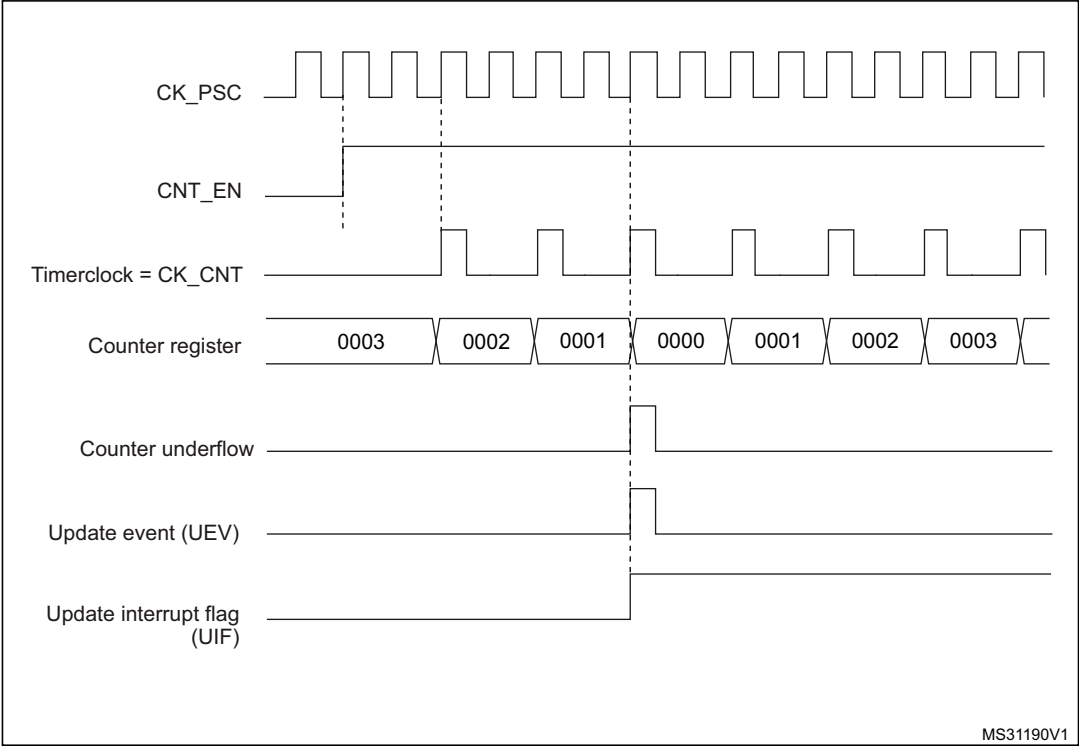 CK_PSC
CNT_EN
Timerclock = CK_CNT
Counter register
0003 0002 0001 0000 0001 0002 0003
Counter underflow
Update event (UEV)
Update interrupt flag
(UIF)
MS31190V1